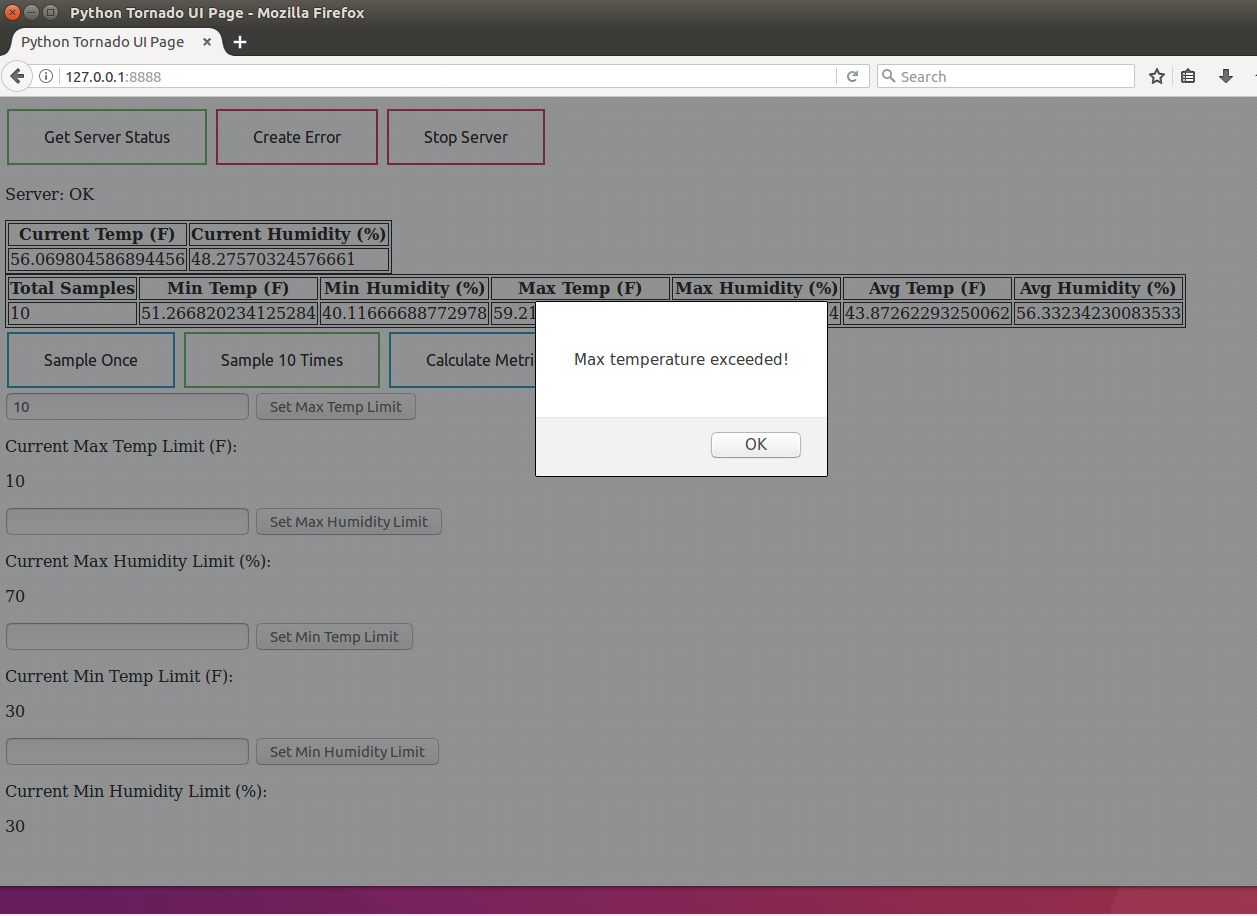 Python Tornado UI Page - Mozilla Firefox
Python Tornado UI Page
127.0.0.1:8888
Search
Get Server Status Create Error Stop Server
Server: OK
Current Temp (F) Current Humidity (%)
56.069804586894456 48.27570324576661
Total Samples Min Temp (F) Min Humidity (%) Max Temp (F) Max Humidity (%) Avg Temp (F) Avg Humidity (%)
10 51.266820234125284 40.11666688772978 59.21 4 43.87262293250062 56.33234230083533
Max temperature exceeded!
OK
Sample Once Sample 10 Times Calculate Metri
10 Set Max Temp Limit
Current Max Temp Limit (F):
10
Set Max Humidity Limit
Current Max Humidity Limit (%):
70
Set Min Temp Limit
Current Min Temp Limit (F):
30
Set Min Humidity Limit
Current Min Humidity Limit (%):
30